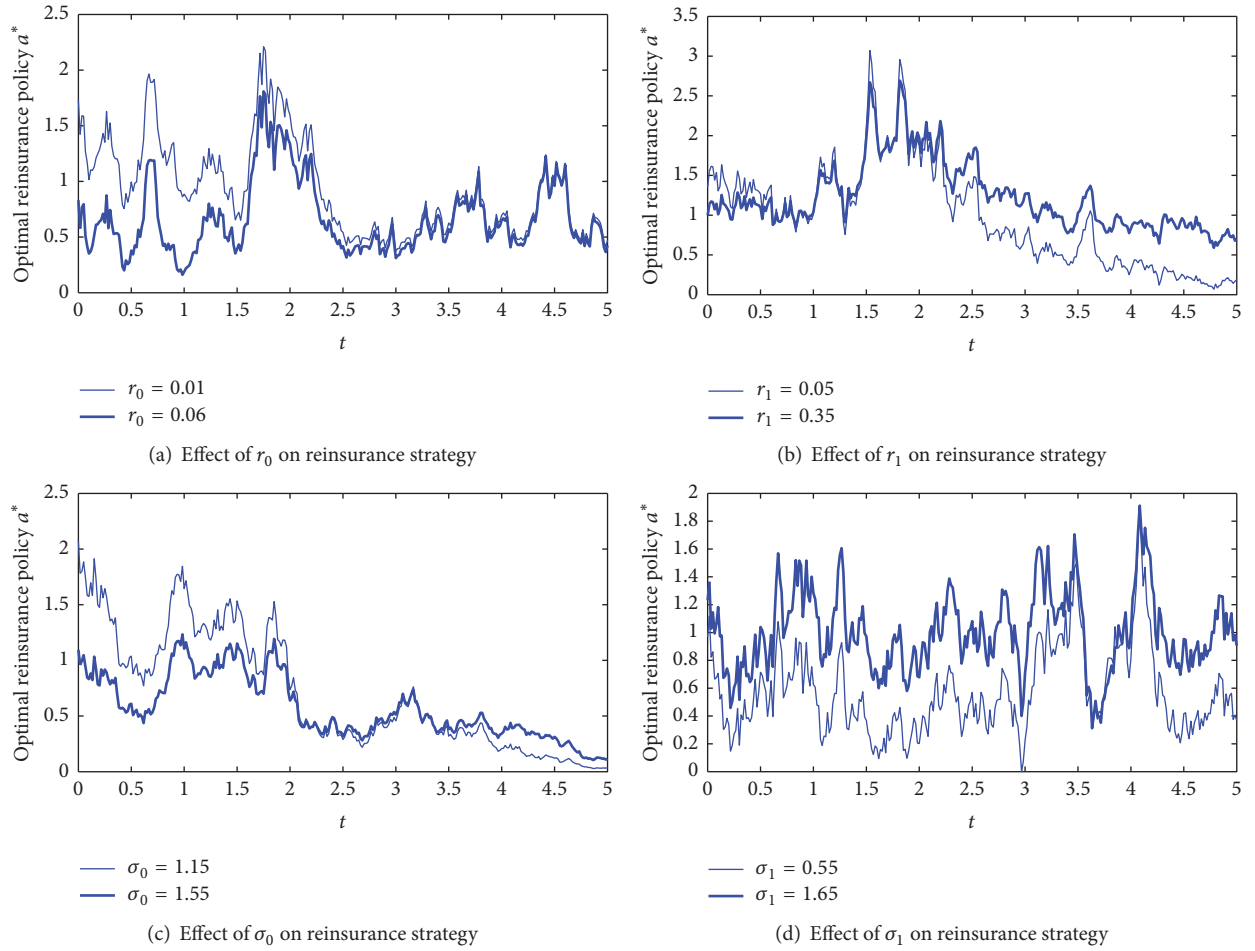 Optimal reinsurance policy a*
2.5
2
1.5
1
0.5
0
0 0.5 1 1.5 2 2.5 3 3.5 4 4.5 5
t
r₀ = 0.01
r₀ = 0.06
(a) Effect of r₀ on reinsurance strategy
Optimal reinsurance policy a*
3.5
3
2.5
2
1.5
1
0.5
0
0 0.5 1 1.5 2 2.5 3 3.5 4 4.5 5
t
r₁ = 0.05
r₁ = 0.35
(b) Effect of r₁ on reinsurance strategy
Optimal reinsurance policy a*
2.5
2
1.5
1
0.5
0
0 0.5 1 1.5 2 2.5 3 3.5 4 4.5 5
t
σ₀ = 1.15
σ₀ = 1.55
(c) Effect of σ₀ on reinsurance strategy
Optimal reinsurance policy a*
2
1.8
1.6
1.4
1.2
1
0.8
0.6
0.4
0.2
0
0 0.5 1 1.5 2 2.5 3 3.5 4 4.5 5
t
σ₁ = 0.55
σ₁ = 1.65
(d) Effect of σ₁ on reinsurance strategy